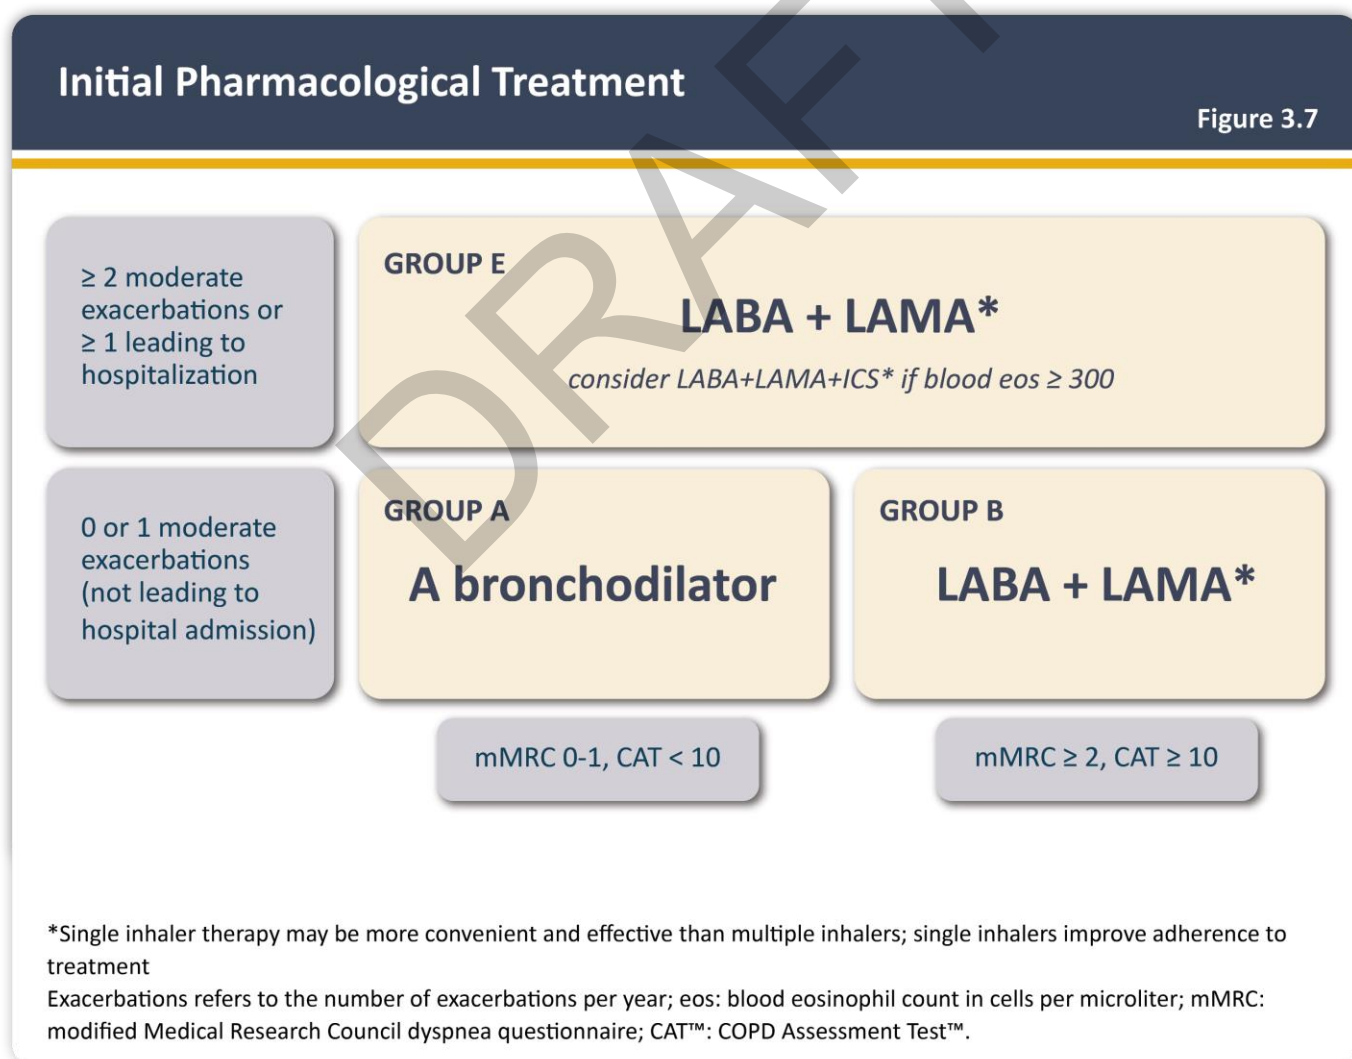 Initial Pharmacological Treatment
Figure 3.7
≥ 2 moderate
exacerbations or
≥ 1 leading to
hospitalization
GROUP E
LABA + LAMA*
consider LABA+LAMA+ICS* if blood eos ≥ 300
0 or 1 moderate
exacerbations
(not leading to
hospital admission)
GROUP A
A bronchodilator
GROUP B
LABA + LAMA*
mMRC 0-1, CAT < 10
mMRC ≥ 2, CAT ≥ 10
*Single inhaler therapy may be more convenient and effective than multiple inhalers; single inhalers improve adherence to
treatment
Exacerbations refers to the number of exacerbations per year; eos: blood eosinophil count in cells per microliter; mMRC:
modified Medical Research Council dyspnea questionnaire; CAT™: COPD Assessment Test™.
DRAFT